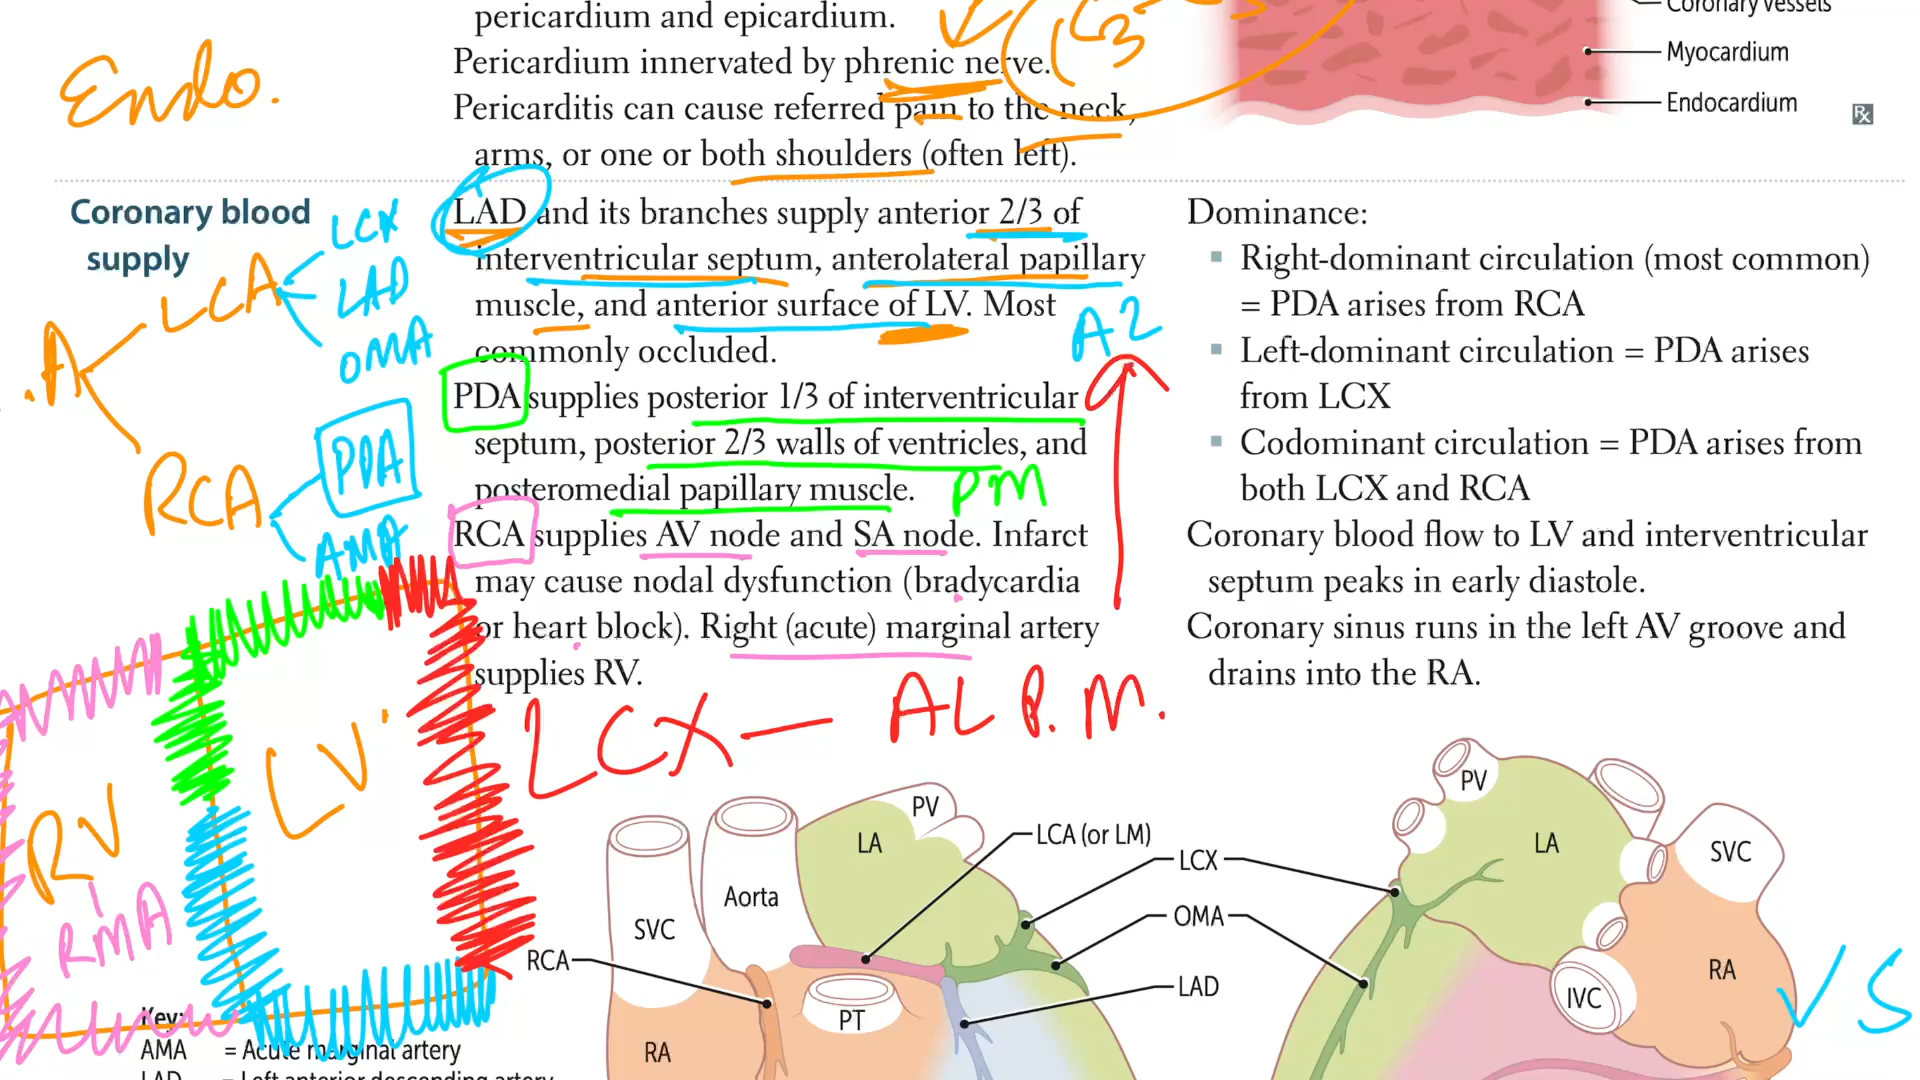 pericardium and epicardium.
Pericardium innervated by phrenic nerve.
Pericarditis can cause referred pain to the neck,
arms, or one or both shoulders (often left).
Endo.
Coronary vessels
Myocardium
Endocardium
Rx
Coronary blood
supply
LCA
LCX
LAD
OMA
.A
RCA
PDA
AMA
LAD and its branches supply anterior 2/3 of
interventricular septum, anterolateral papillary
muscle, and anterior surface of LV. Most
commonly occluded.
PDA supplies posterior 1/3 of interventricular
septum, posterior 2/3 walls of ventricles, and
posteromedial papillary muscle.
RCA supplies AV node and SA node. Infarct
may cause nodal dysfunction (bradycardia
or heart block). Right (acute) marginal artery
supplies RV.
A2
PM
LCX — AL P.M.
Dominance:
Right-dominant circulation (most common)
= PDA arises from RCA
Left-dominant circulation = PDA arises
from LCX
Codominant circulation = PDA arises from
both LCX and RCA
Coronary blood flow to LV and interventricular
septum peaks in early diastole.
Coronary sinus runs in the left AV groove and
drains into the RA.
LV
RV
RMA
Key:
AMA = Acute marginal artery
LAD = Left anterior descending artery
SVC
Aorta
LA
PV
LCA (or LM)
LCX
OMA
LAD
RCA
PT
RA
PV
LA
SVC
IVC
RA
VS